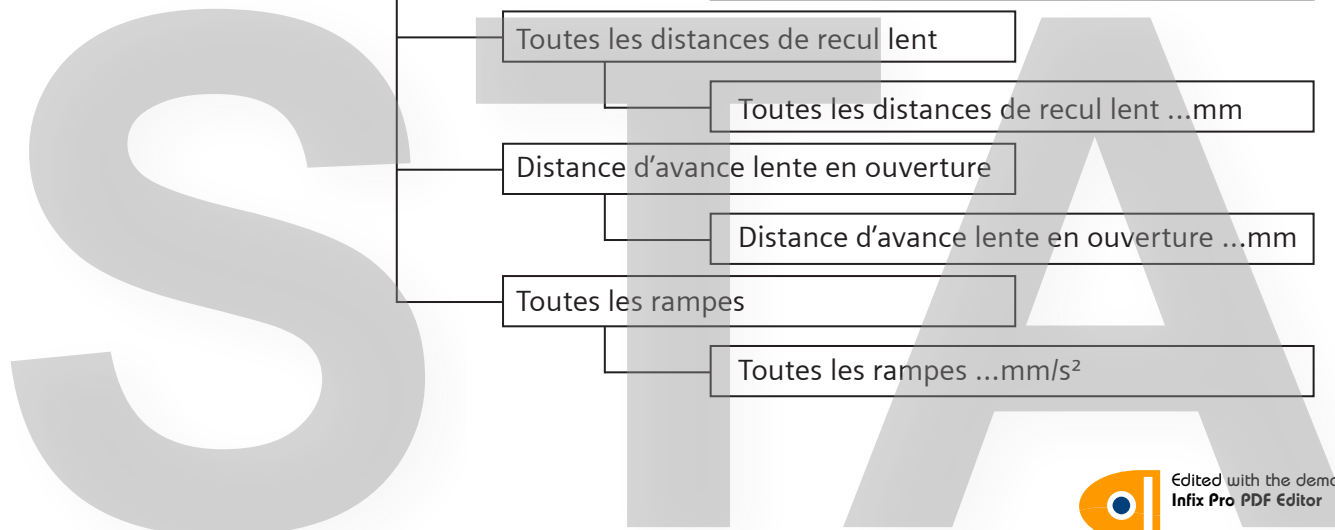 Toutes les distances de recul lent
Toutes les distances de recul lent ...mm
Distance d’avance lente en ouverture
Distance d’avance lente en ouverture ...mm
Toutes les rampes
Toutes les rampes ...mm/s²
STA
Edited with the demo
Infix Pro PDF Editor